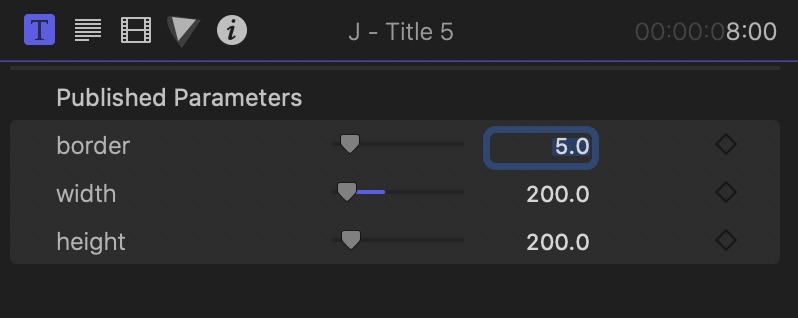 T i J - Title 5 00:00:08:00
Published Parameters
border 5.0
width 200.0
height 200.0